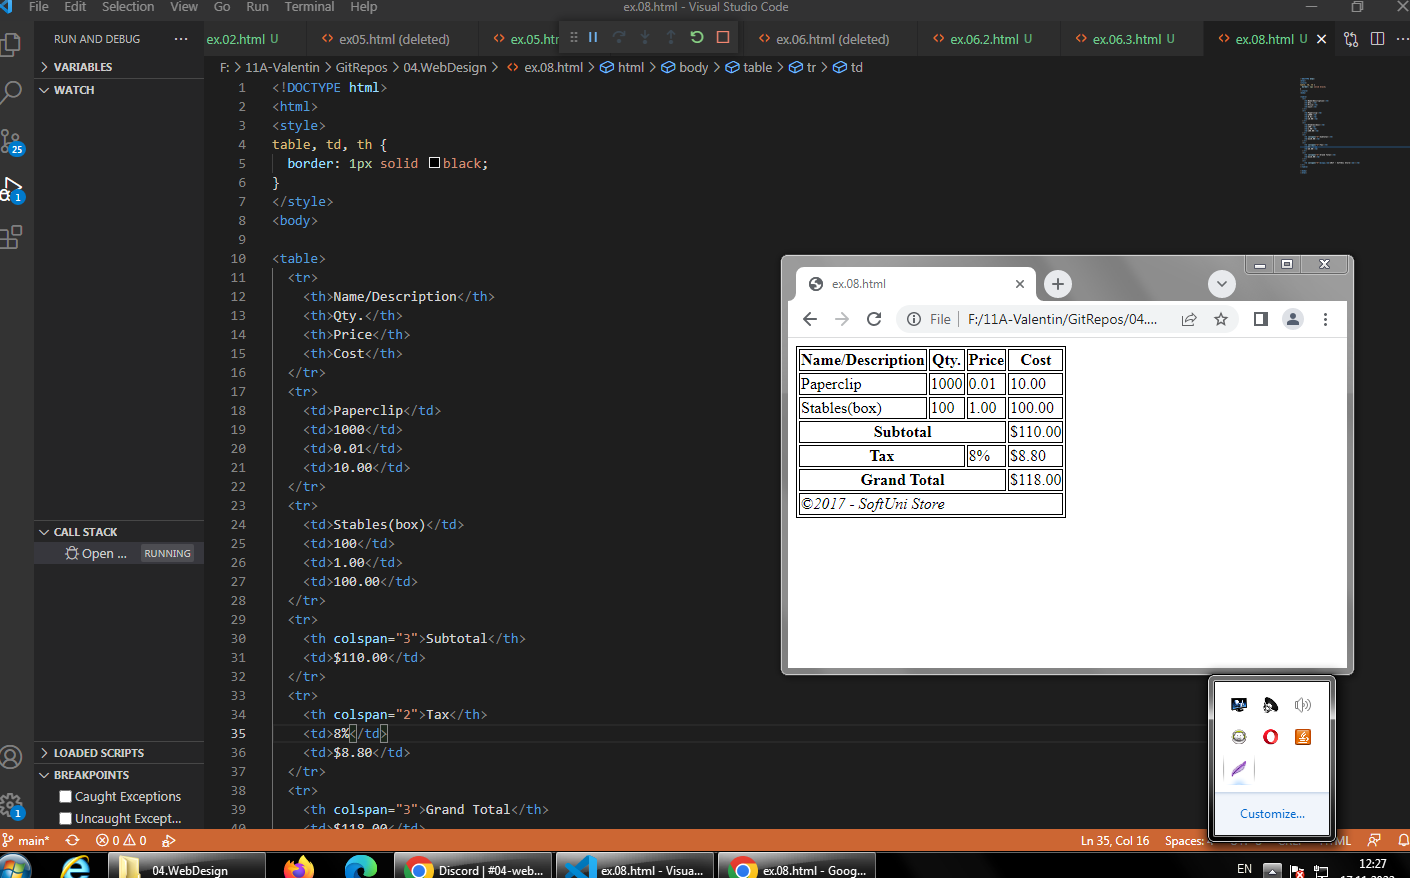 File Edit Selection View Go Run Terminal Help ex.08.html - Visual Studio Code
RUN AND DEBUG ··· ex.02.html U ex05.html (deleted) ex.05.htm ex.06.html (deleted) ex.06.2.html U ex.06.3.html U ex.08.html U
F: > 11A-Valentin > GitRepos > 04.WebDesign > ex.08.html > html > body > table > tr > td
VARIABLES
WATCH
25
1
CALL STACK
Open ... RUNNING
LOADED SCRIPTS
BREAKPOINTS
Caught Exceptions
Uncaught Except...
1
1 <!DOCTYPE html>
2 <html>
3 <style>
4 table, td, th {
5 border: 1px solid black;
6 }
7 </style>
8 <body>
9
10 <table>
11 <tr>
12 <th>Name/Description</th>
13 <th>Qty.</th>
14 <th>Price</th>
15 <th>Cost</th>
16 </tr>
17 <tr>
18 <td>Paperclip</td>
19 <td>1000</td>
20 <td>0.01</td>
21 <td>10.00</td>
22 </tr>
23 <tr>
24 <td>Stables(box)</td>
25 <td>100</td>
26 <td>1.00</td>
27 <td>100.00</td>
28 </tr>
29 <tr>
30 <th colspan="3">Subtotal</th>
31 <td>$110.00</td>
32 </tr>
33 <tr>
34 <th colspan="2">Tax</th>
35 <td>8%</td>
36 <td>$8.80</td>
37 </tr>
38 <tr>
39 <th colspan="3">Grand Total</th>
40 <td>$118.00</td>
ex.08.html
File F:/11A-Valentin/GitRepos/04....
Name/Description Qty. Price Cost
Paperclip 1000 0.01 10.00
Stables(box) 100 1.00 100.00
Subtotal $110.00
Tax 8% $8.80
Grand Total $118.00
©2017 - SoftUni Store
Customize...
main* 0 0 Ln 35, Col 16 Spaces:
04.WebDesign Discord | #04-web... ex.08.html - Visua... ex.08.html - Goog... EN 12:27